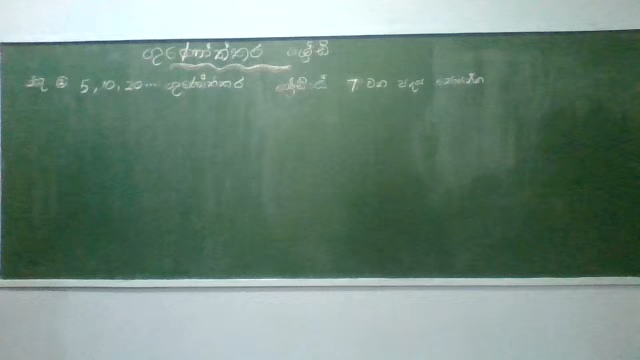 ගුණෝත්තර ශ්‍රේඪි
5, 10, 20 ... ගුණෝත්තර ශ්‍රේඪියේ 7 වන පදය සොයන්න